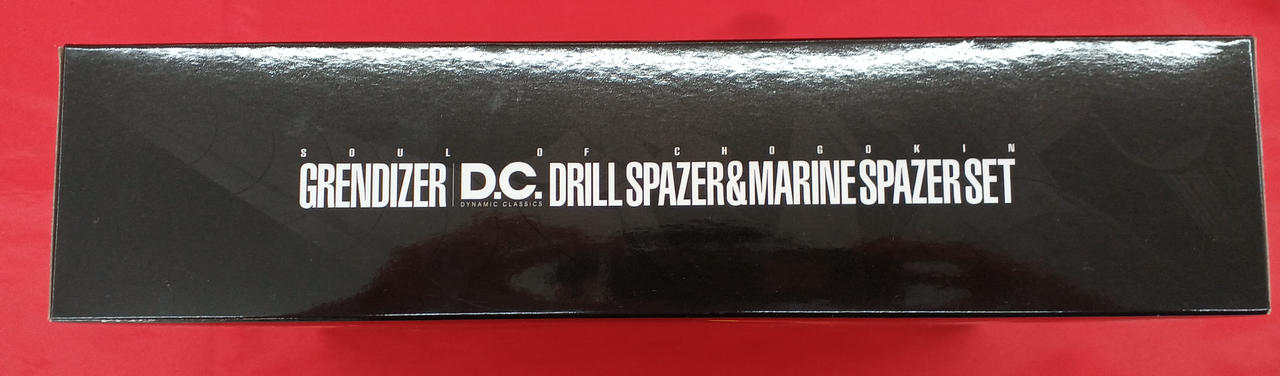 SOUL OF CHOGOKIN
GRENDIZER D.C. DRILL SPAZER & MARINE SPAZER SET
DYNAMIC CLASSICS